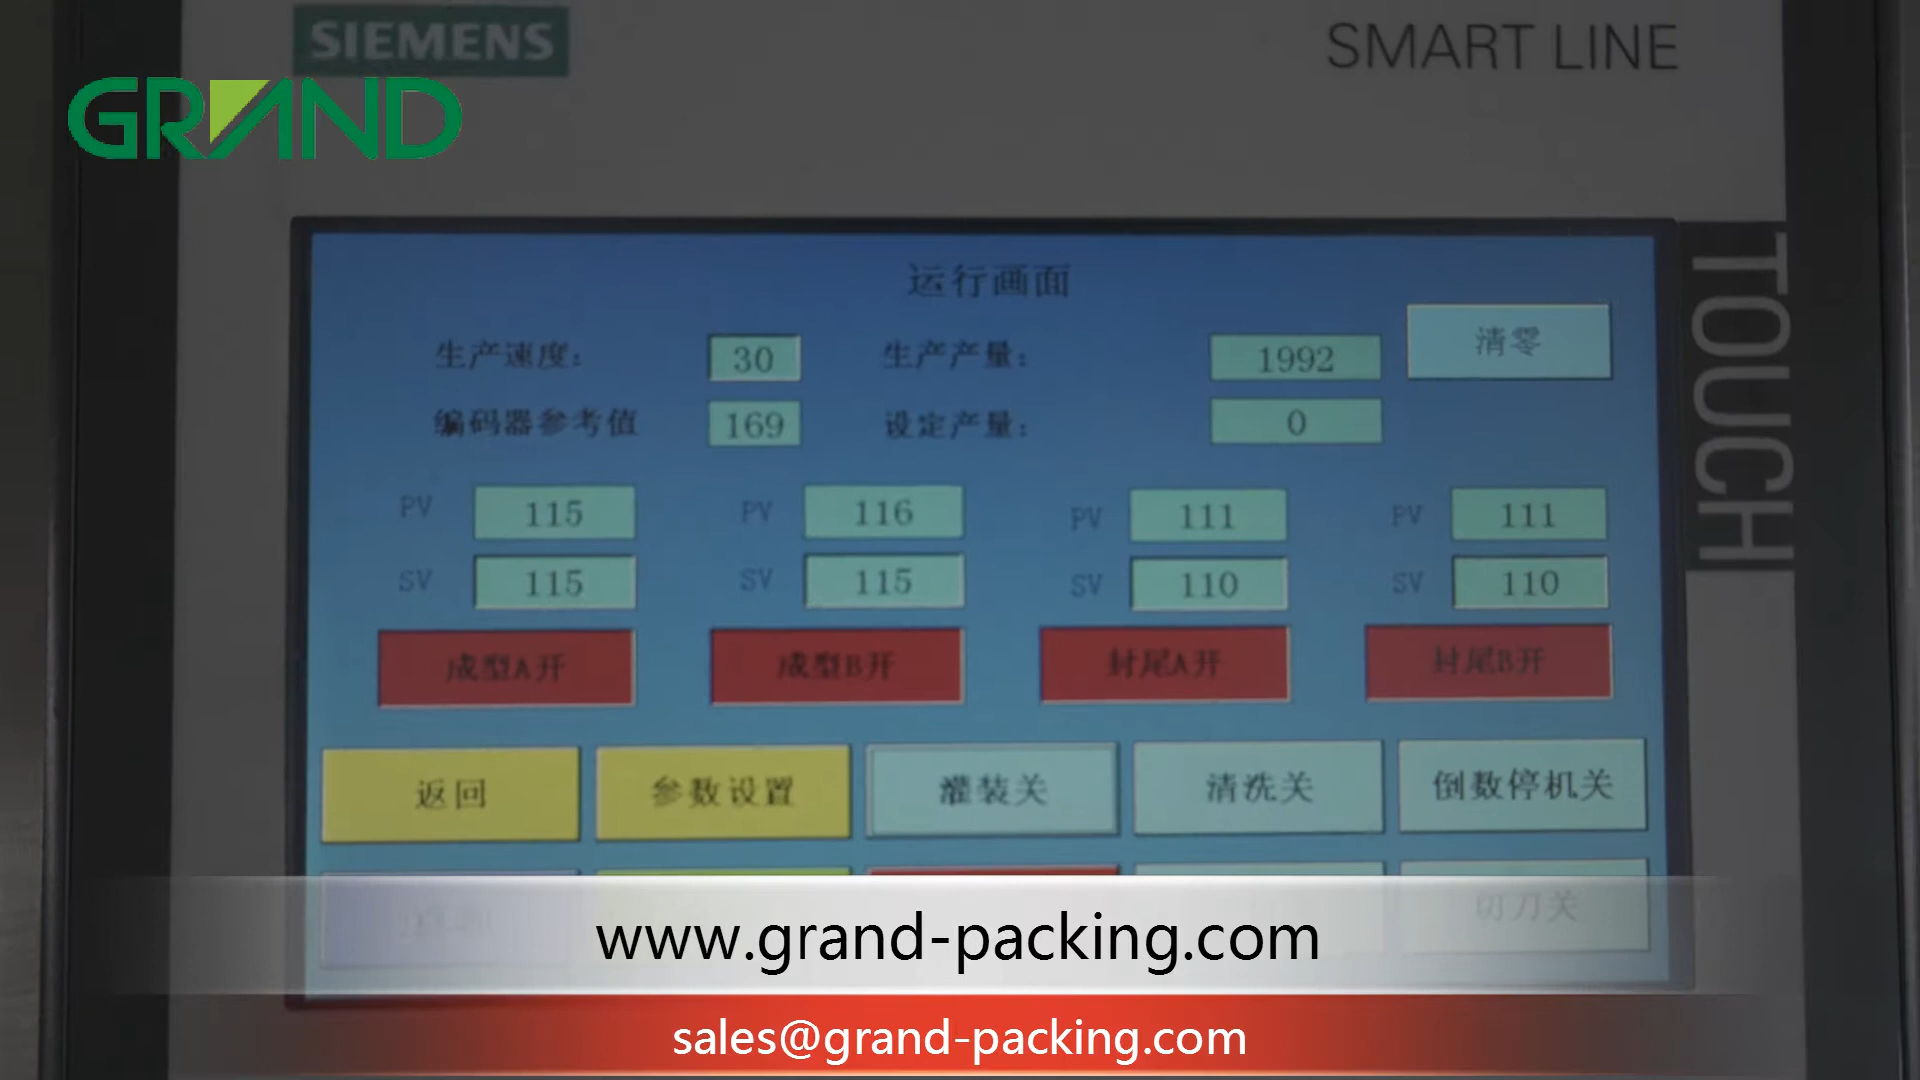 SIEMENS
SMART LINE
GRAND
TOUCH
运行画面
生产速度: 30 生产产量: 1992 清零
编码器参考值 169 设定产量: 0
PV 115 PV 116 PV 111 PV 111
SV 115 SV 115 SV 110 SV 110
成型A开 成型B开 封尾A开 封尾B开
返回 参数设置 灌装关 清洗关 倒数停机关
切刀关
www.grand-packing.com
sales@grand-packing.com